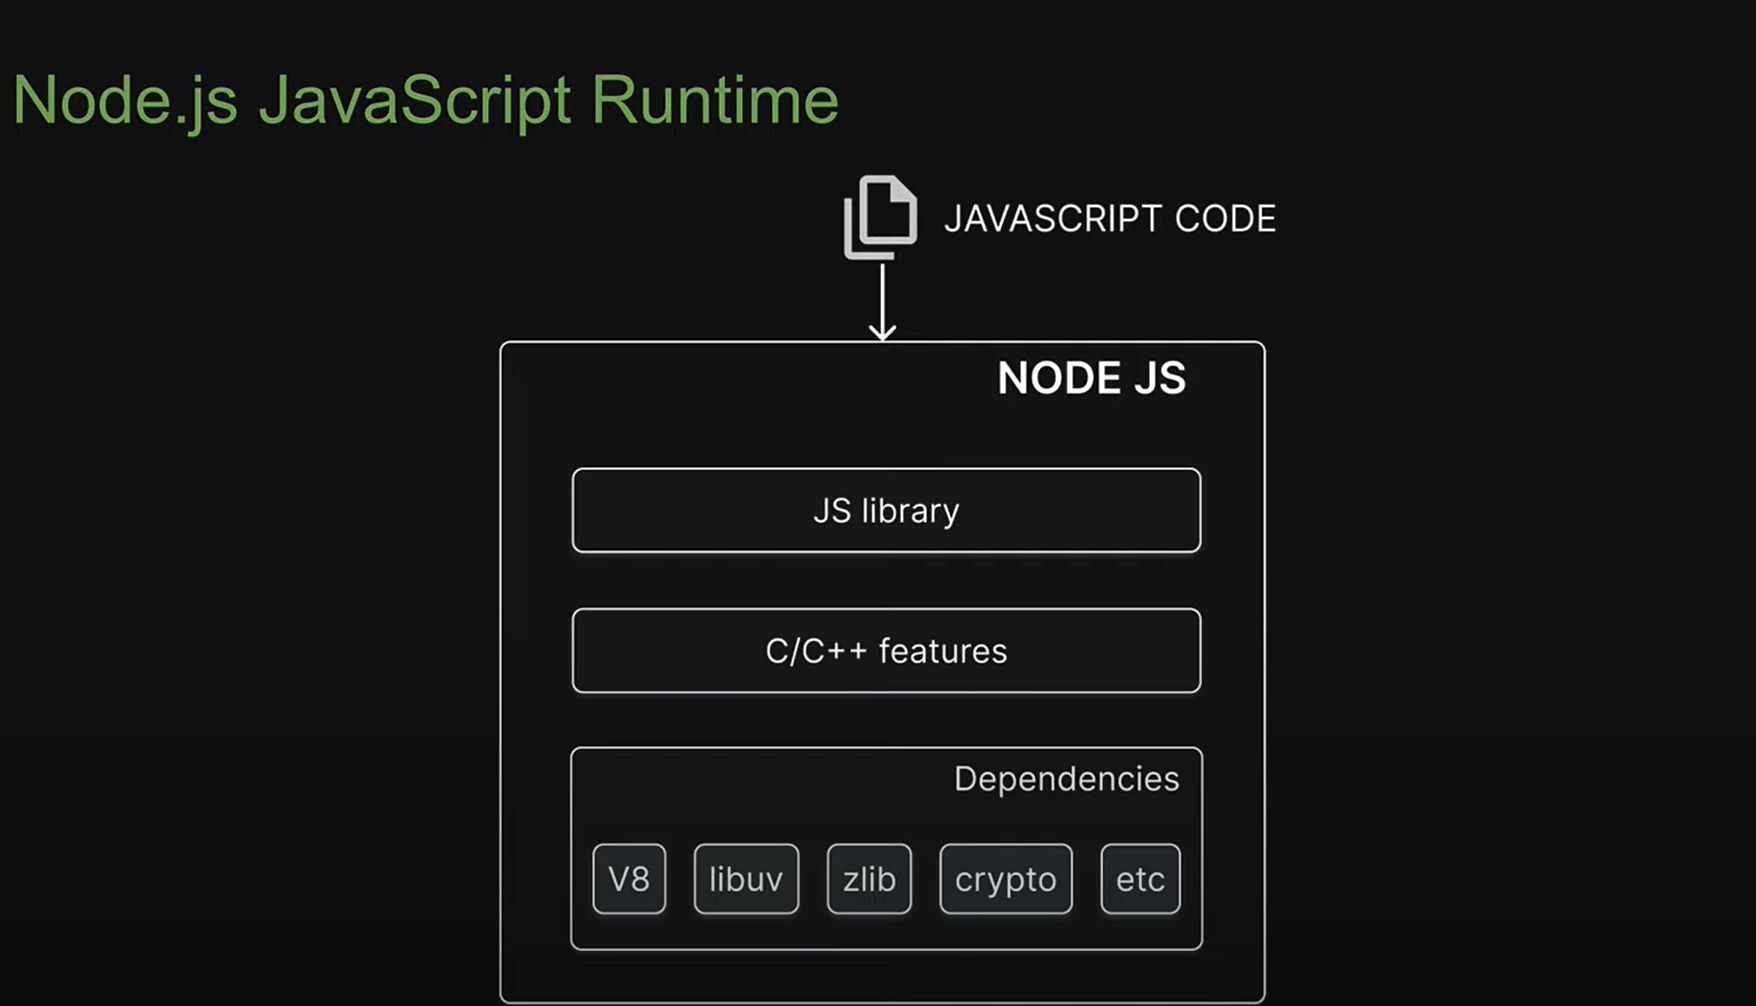 Node.js JavaScript Runtime
JAVASCRIPT CODE
NODE JS
JS library
C/C++ features
Dependencies
V8
libuv
zlib
crypto
etc